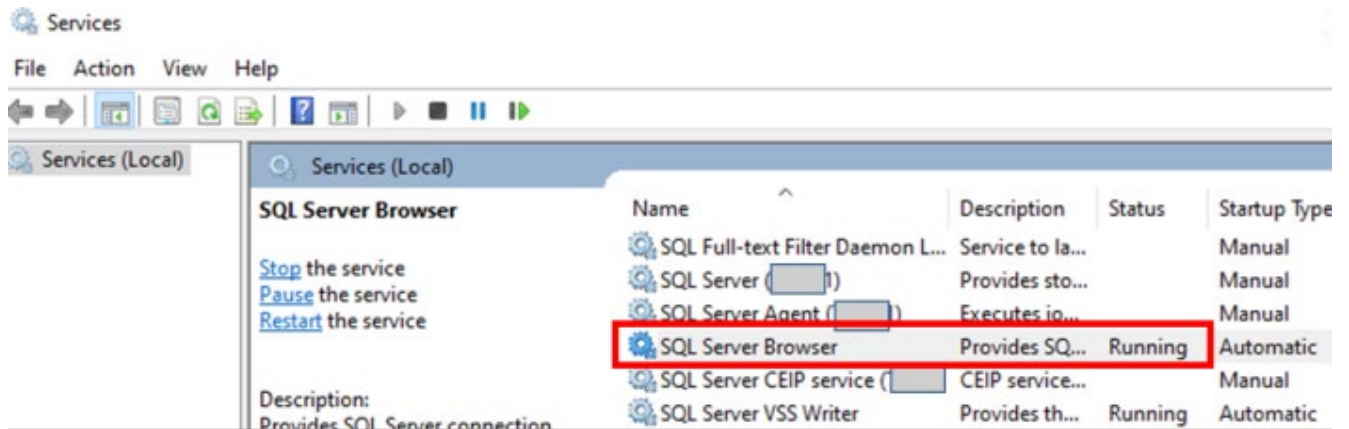 Services
File Action View Help
Services (Local)
Services (Local)
SQL Server Browser
Stop the service
Pause the service
Restart the service
Description:
Provides SQL Server connection
Name Description Status Startup Type
SQL Full-text Filter Daemon L... Service to la... Manual
SQL Server ( 1) Provides sto... Manual
SQL Server Agent ( ) Executes jo... Manual
SQL Server Browser Provides SQ... Running Automatic
SQL Server CEIP service ( CEIP service... Manual
SQL Server VSS Writer Provides th... Running Automatic